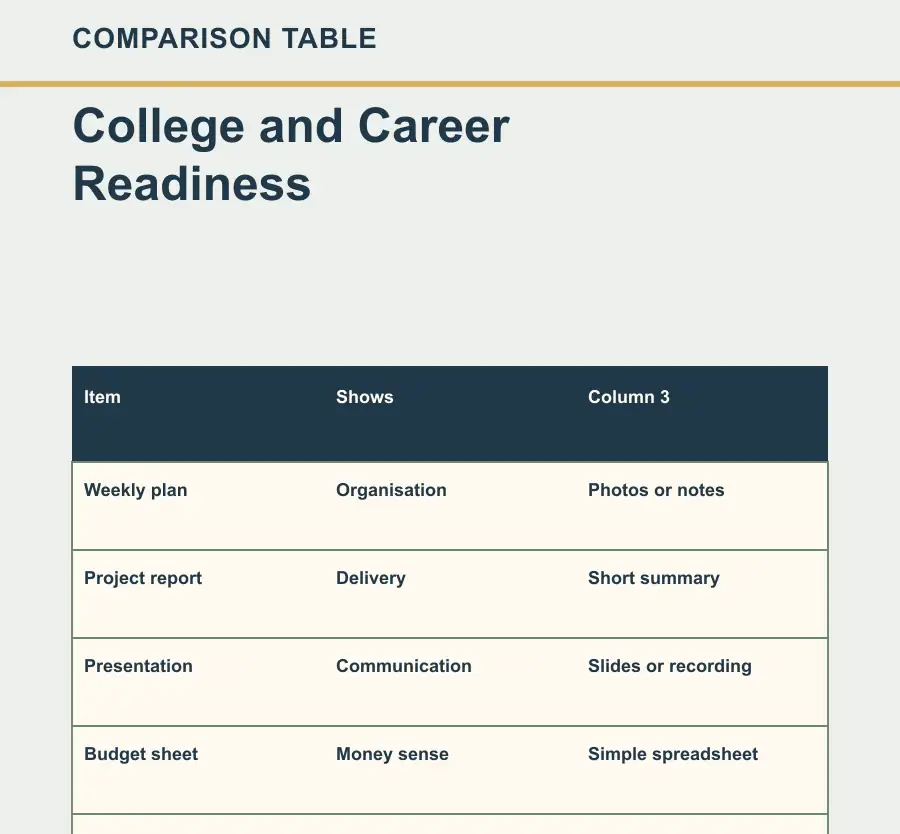 COMPARISON TABLE
College and Career
Readiness
Item Shows Column 3
Weekly plan Organisation Photos or notes
Project report Delivery Short summary
Presentation Communication Slides or recording
Budget sheet Money sense Simple spreadsheet